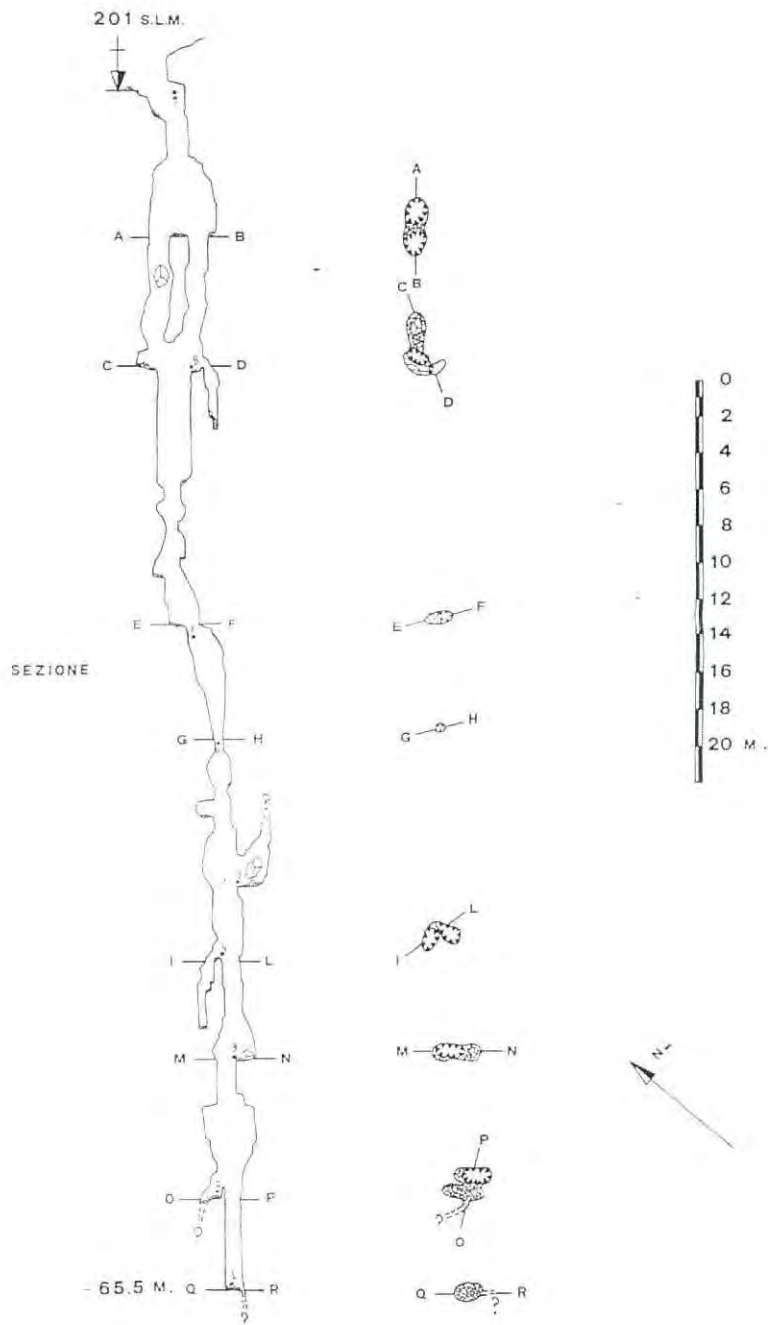 201 S.L.M.
A
A B
C B
C D
D
0
2
4
6
8
10
12
14
16
18
20 M.
E F
E F
SEZIONE
G H
G H
?
I L
I L
M N
M N
N
P
O P
?
?
O
-65.5 M. Q R
Q R
?
?